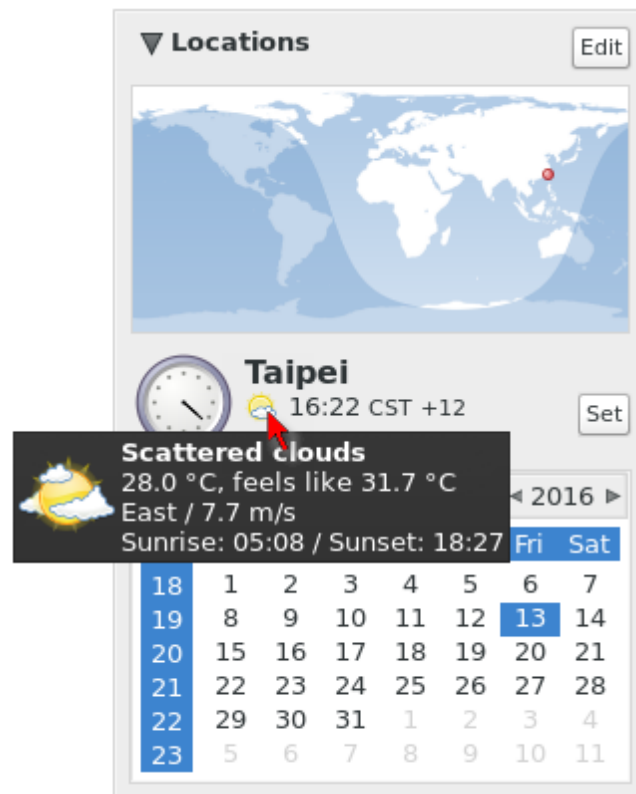 Locations
Edit
Taipei
16:22 CST +12
Set
Scattered clouds
28.0 °C, feels like 31.7 °C
East / 7.7 m/s
Sunrise: 05:08 / Sunset: 18:27
2016
Fri Sat
18 1 2 3 4 5 6 7
19 8 9 10 11 12 13 14
20 15 16 17 18 19 20 21
21 22 23 24 25 26 27 28
22 29 30 31 1 2 3 4
23 5 6 7 8 9 10 11